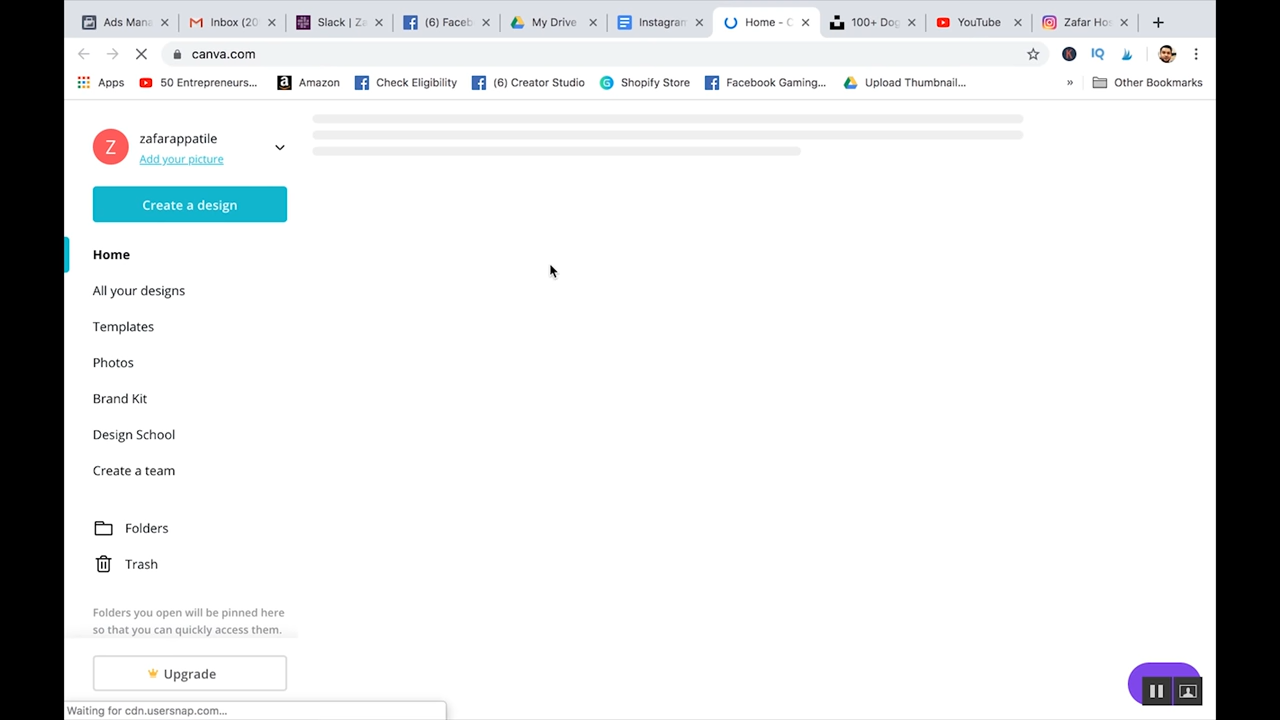 Ads Mana
Inbox (20
Slack | Za
(6) Faceb
My Drive
Instagram
Home - C
100+ Dog
YouTube
Zafar Hos
canva.com
IQ
Apps
50 Entrepreneurs...
Amazon
Check Eligibility
(6) Creator Studio
Shopify Store
Facebook Gaming...
Upload Thumbnail...
»
Other Bookmarks
Z
zafarappatile
Add your picture
Create a design
Home
All your designs
Templates
Photos
Brand Kit
Design School
Create a team
Folders
Trash
Folders you open will be pinned here
so that you can quickly access them.
Upgrade
Waiting for cdn.usersnap.com...